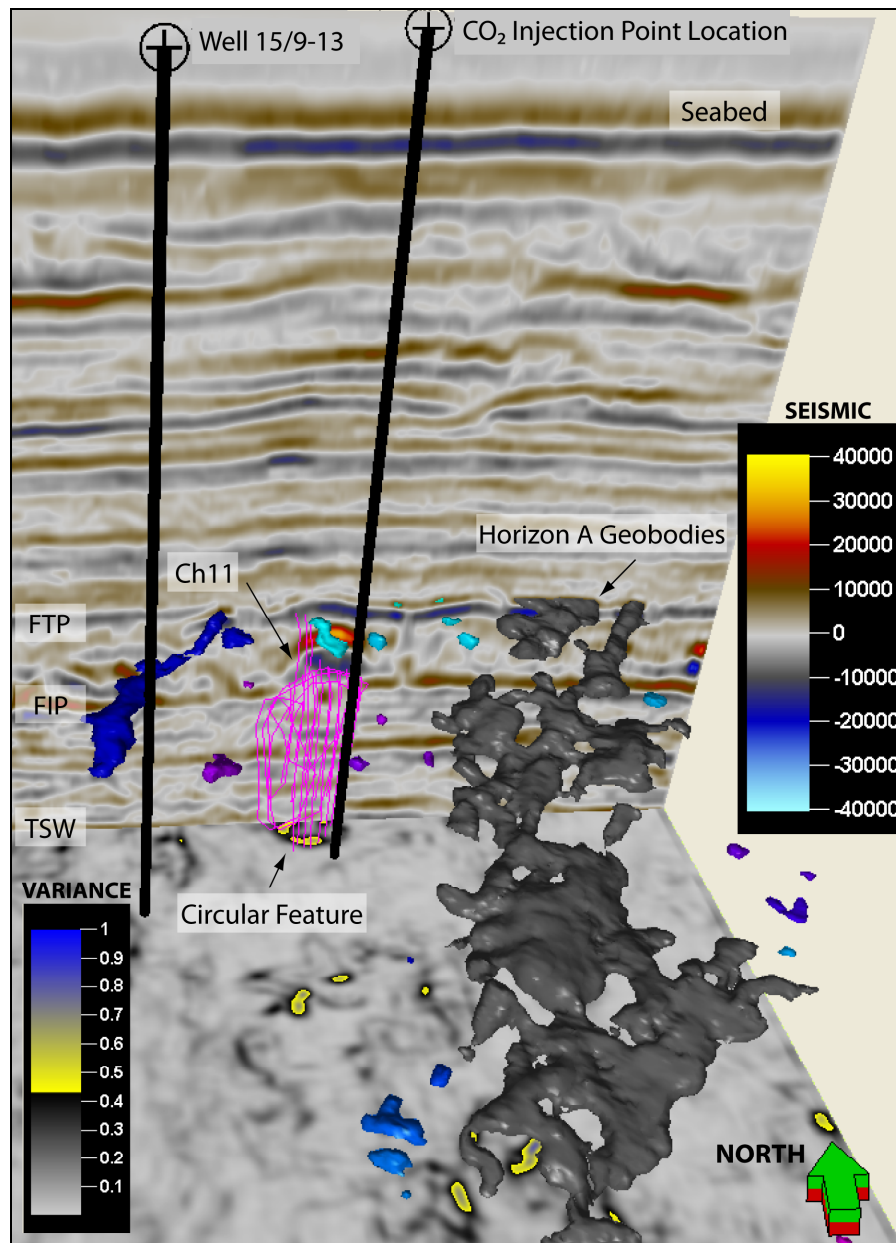 Well 15/9-13
CO₂ Injection Point Location
Seabed
SEISMIC
40000
30000
20000
10000
0
-10000
-20000
-30000
-40000
Horizon A Geobodies
Ch11
FTP
FIP
TSW
Circular Feature
VARIANCE
1
0.9
0.8
0.7
0.6
0.5
0.4
0.3
0.2
0.1
NORTH